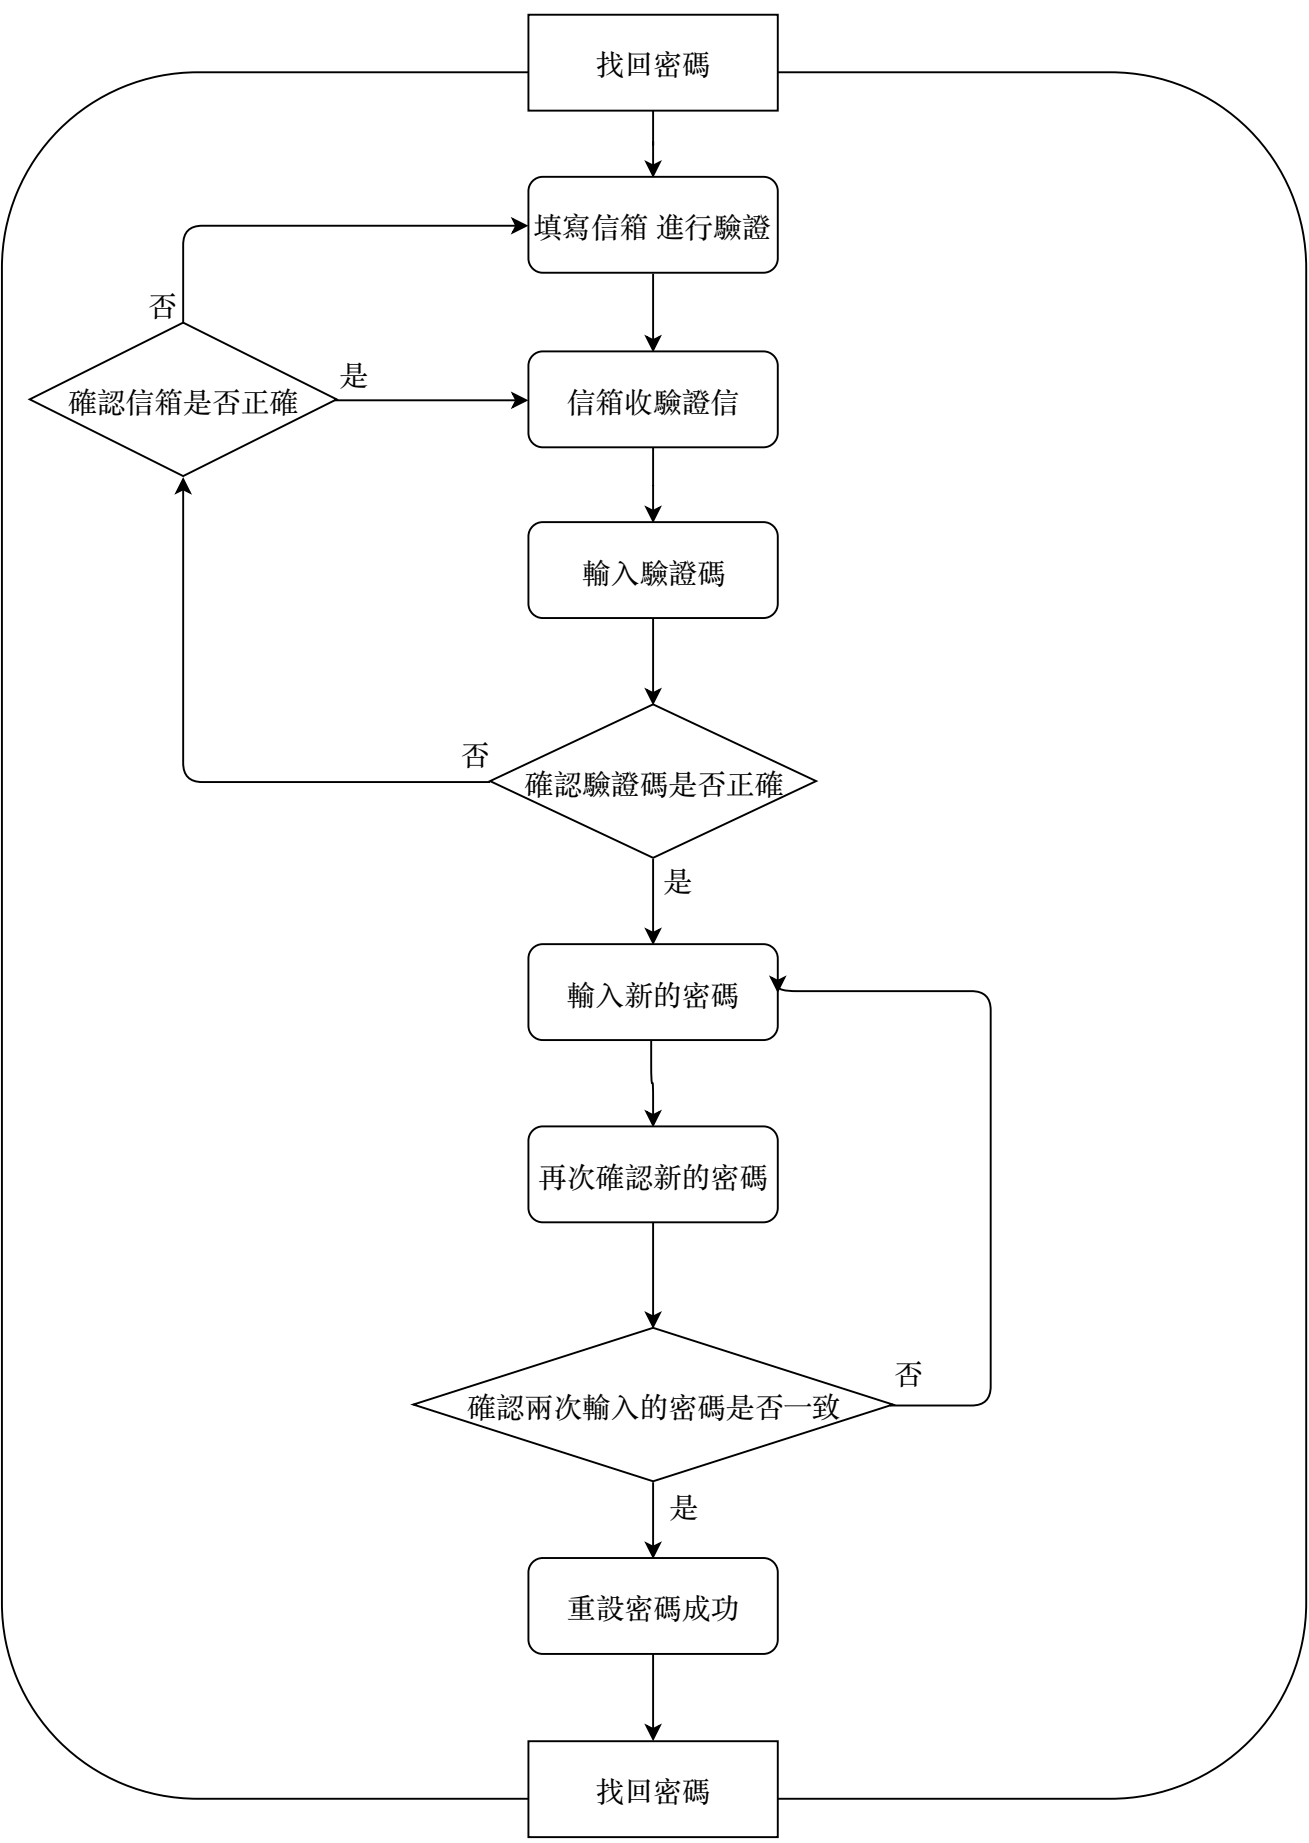 找回密碼
填寫信箱 進行驗證
否
是
確認信箱是否正確
信箱收驗證信
輸入驗證碼
否
確認驗證碼是否正確
是
輸入新的密碼
再次確認新的密碼
否
確認兩次輸入的密碼是否一致
是
重設密碼成功
找回密碼